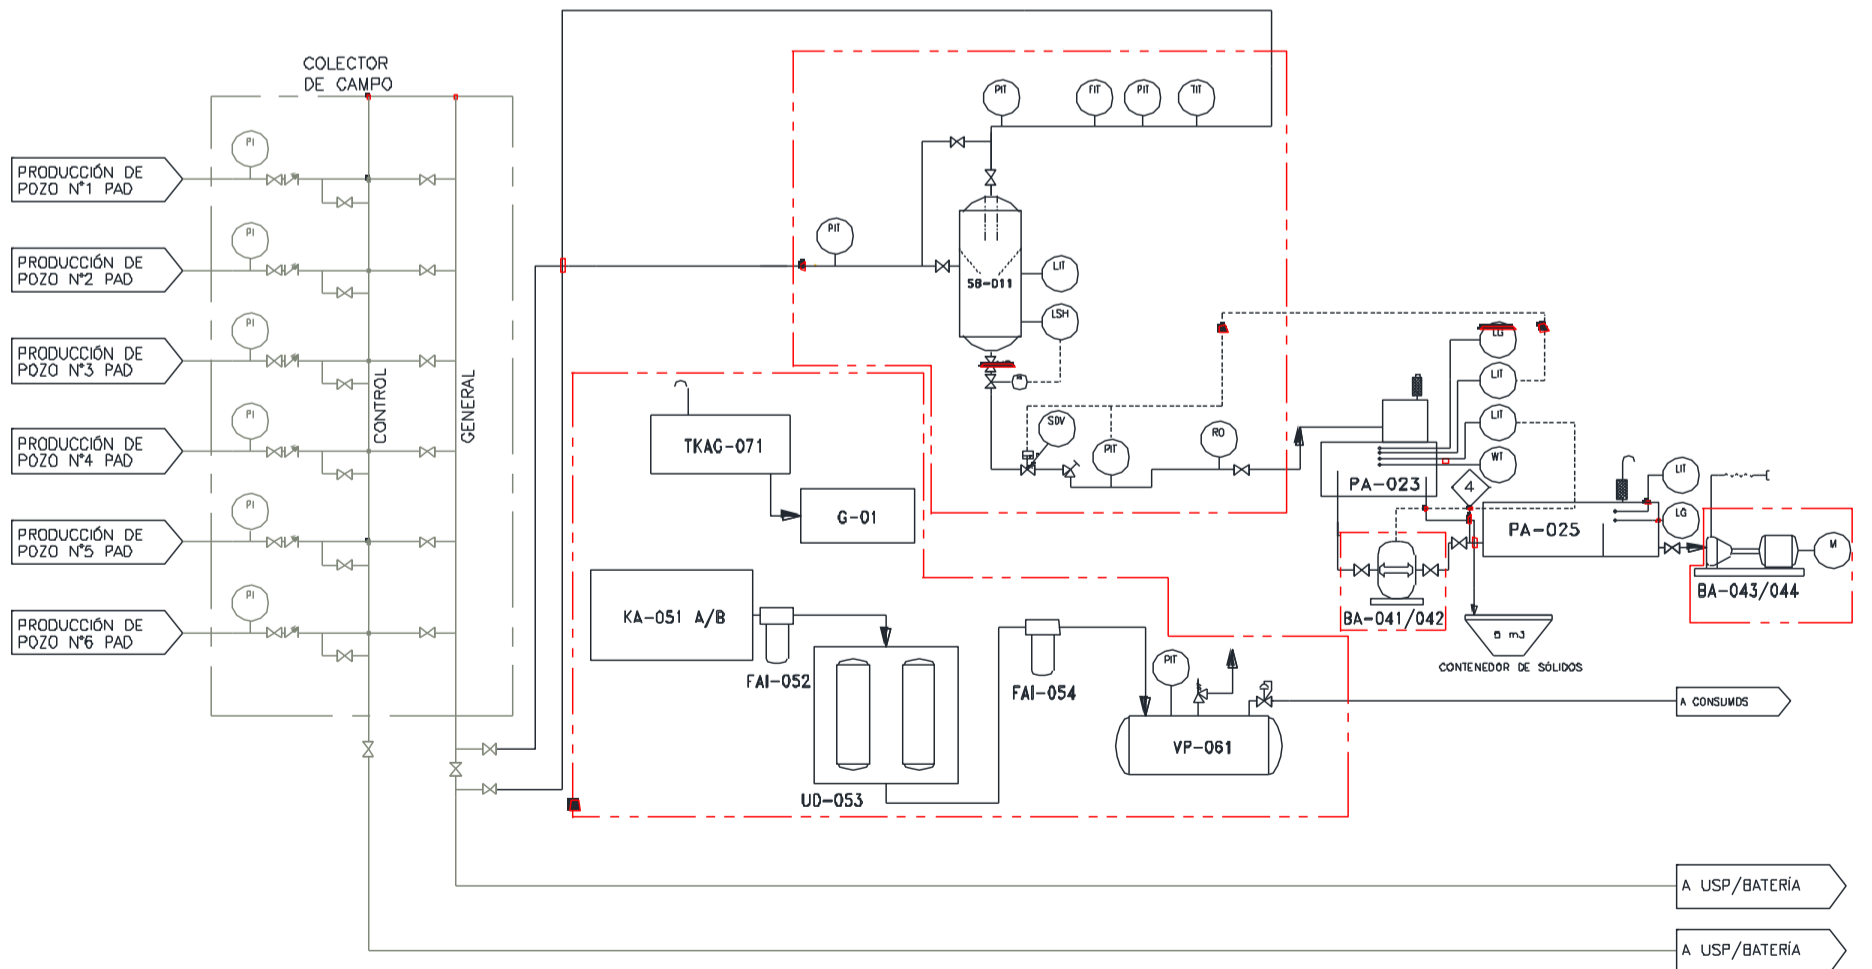 COLECTOR
DE CAMPO
PIT
FIT
PIT
TIT
PI
PRODUCCIÓN DE
POZO N°1 PAD
PI
PRODUCCIÓN DE
POZO N°2 PAD
PIT
LIT
SB-011
LSH
PI
PRODUCCIÓN DE
POZO N°3 PAD
LG
LIT
CONTROL
GENERAL
PI
PRODUCCIÓN DE
POZO N°4 PAD
TKAG-071
SDV
PIT
RO
LIT
WT
PA-023
4
LIT
PI
PRODUCCIÓN DE
POZO N°5 PAD
G-01
PA-025
LG
M
BA-043/044
PI
PRODUCCIÓN DE
POZO N°6 PAD
KA-051 A/B
BA-041/042
6 m3
CONTENEDOR DE SÓLIDOS
FAI-052
FAI-054
PIT
A CONSUMOS
VP-061
UD-053
A USP/BATERÍA
A USP/BATERÍA